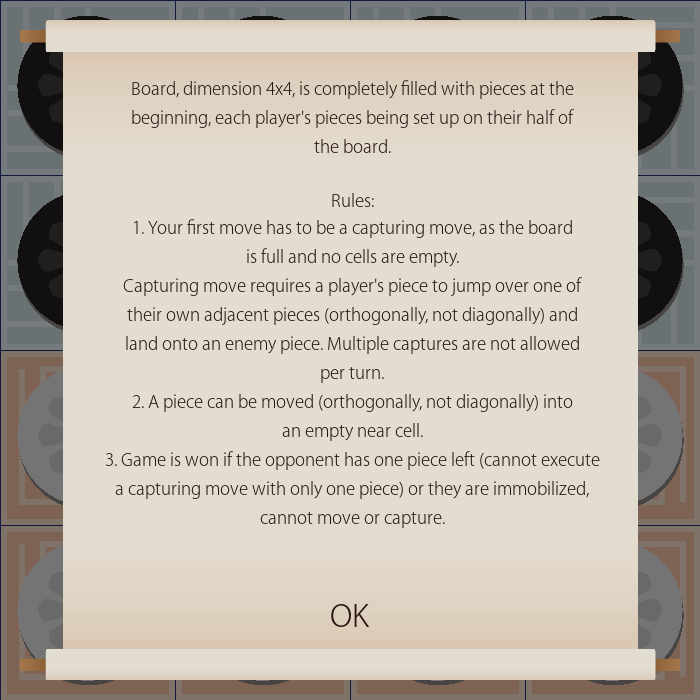 Board, dimension 4x4, is completely filled with pieces at the
beginning, each player's pieces being set up on their half of
the board.
Rules:
1. Your first move has to be a capturing move, as the board
is full and no cells are empty.
Capturing move requires a player's piece to jump over one of
their own adjacent pieces (orthogonally, not diagonally) and
land onto an enemy piece. Multiple captures are not allowed
per turn.
2. A piece can be moved (orthogonally, not diagonally) into
an empty near cell.
3. Game is won if the opponent has one piece left (cannot execute
a capturing move with only one piece) or they are immobilized,
cannot move or capture.
OK